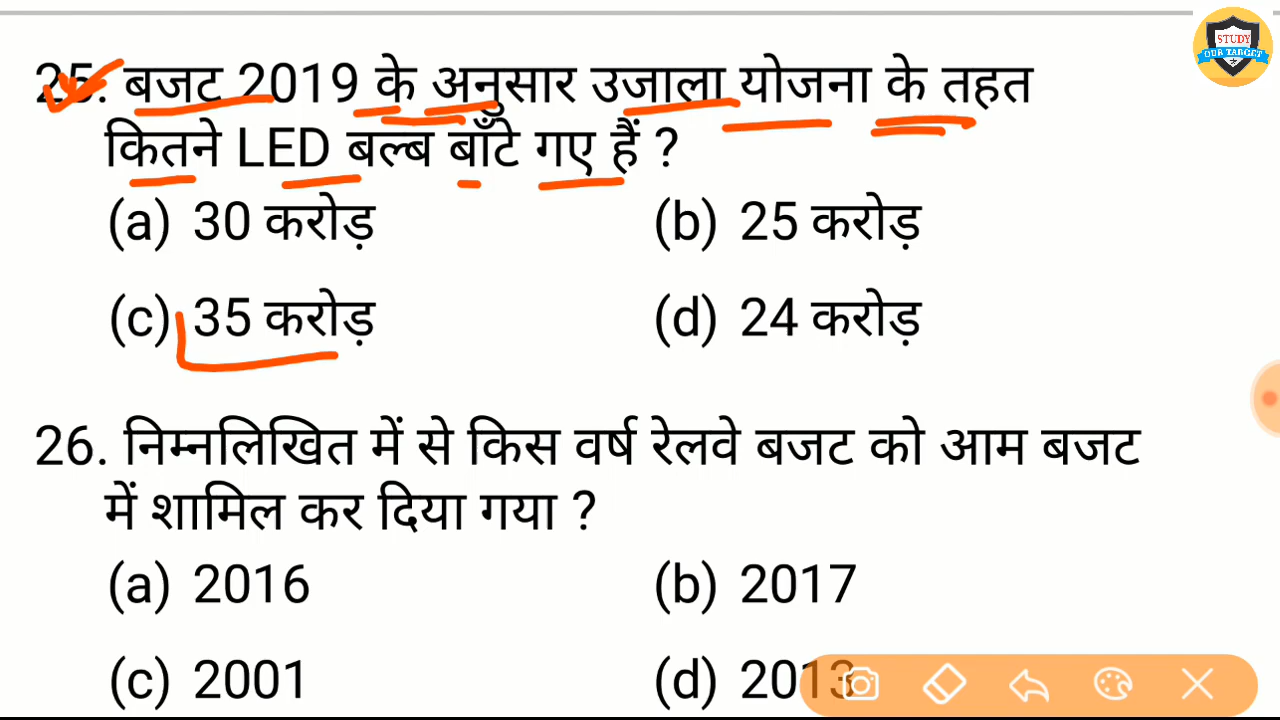 STUDY
OUR TARGET
25. बजट 2019 के अनुसार उजाला योजना के तहत
कितने LED बल्ब बाँटे गए हैं ?
(a) 30 करोड़ (b) 25 करोड़
(c) 35 करोड़ (d) 24 करोड़
26. निम्नलिखित में से किस वर्ष रेलवे बजट को आम बजट
में शामिल कर दिया गया ?
(a) 2016 (b) 2017
(c) 2001 (d) 2013